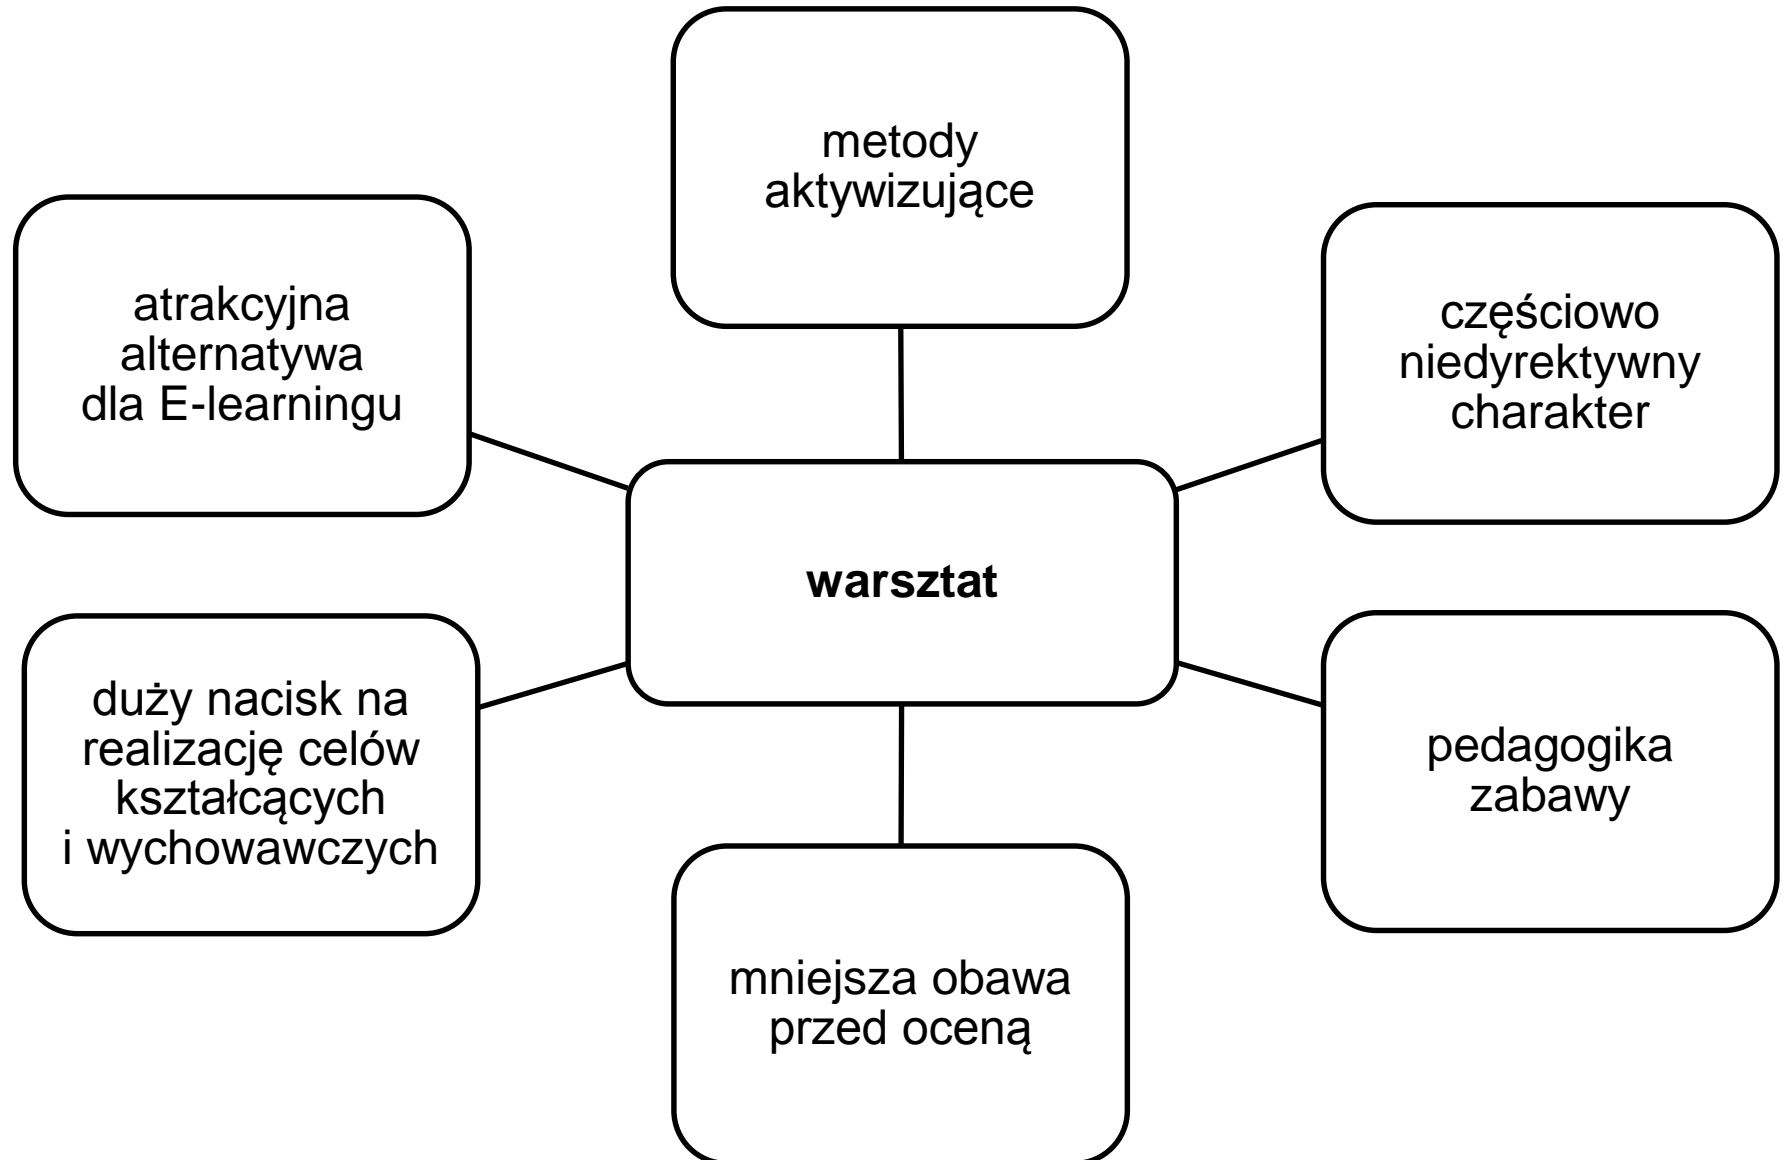 metody
aktywizujące
atrakcyjna
alternatywa
dla E-learningu
częściowo
niedyrektywny
charakter
warsztat
duży nacisk na
realizację celów
kształcących
i wychowawczych
pedagogika
zabawy
mniejsza obawa
przed oceną